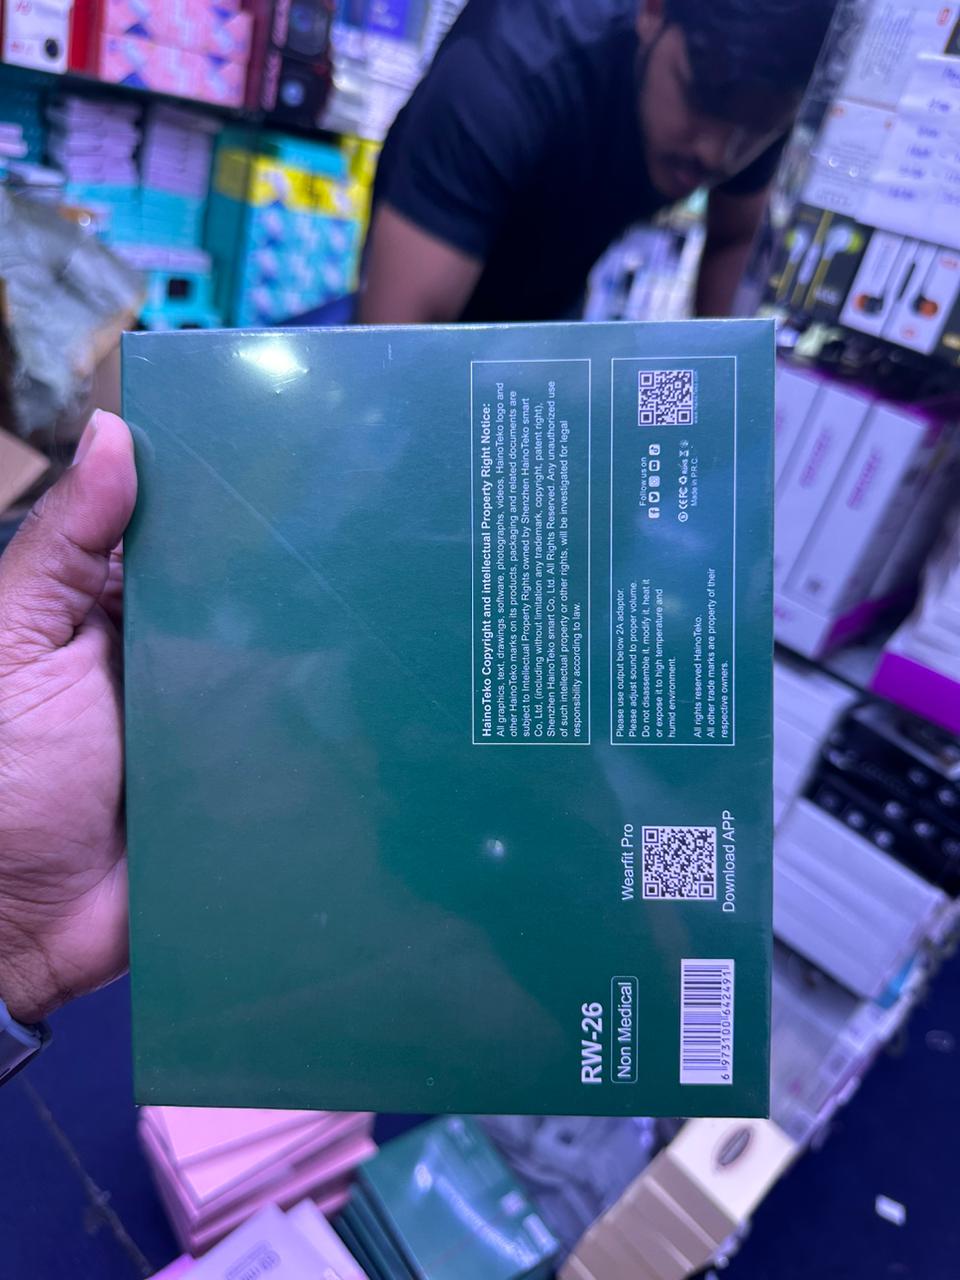 HainoTeko Copyright and intellectual Property Right Notice:
All graphics, text, drawings, software, photographs, videos, HainoTeko logo and
other HainoTeko marks on its products, packaging and related documents are
subject to Intellectual Property Rights owned by Shenzhen HainoTeko smart
Co, Ltd, (including without limitation any trademark, copyright, patent right),
Shenzhen HainoTeko smart Co, Ltd. All Rights Reserved. Any unauthorized use
of such intellectual property or other rights, will be investigated for legal
responsibility according to law.
Please use output below 2A adaptor.
Please adjust sound to proper volume.
Do not disassemble it, modify it, heat it
or expose it to high temperature and
humid environment.
All rights reserved HainoTeko.
All other trade marks are property of their
respective owners.
Follow us on
CE FC RoHS
Made in P.R.C.
Wearfit Pro
Download APP
RW-26
Non Medical
6 973100 642491